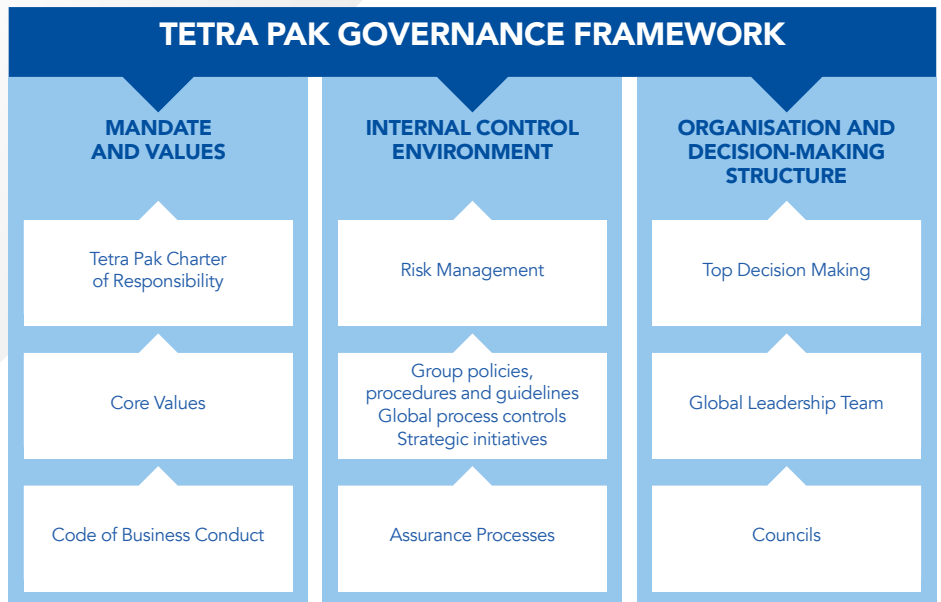 TETRA PAK GOVERNANCE FRAMEWORK
MANDATE
AND VALUES
Tetra Pak Charter
of Responsibility
Core Values
Code of Business Conduct
INTERNAL CONTROL
ENVIRONMENT
Risk Management
Group policies,
procedures and guidelines
Global process controls
Strategic initiatives
Assurance Processes
ORGANISATION AND
DECISION-MAKING
STRUCTURE
Top Decision Making
Global Leadership Team
Councils